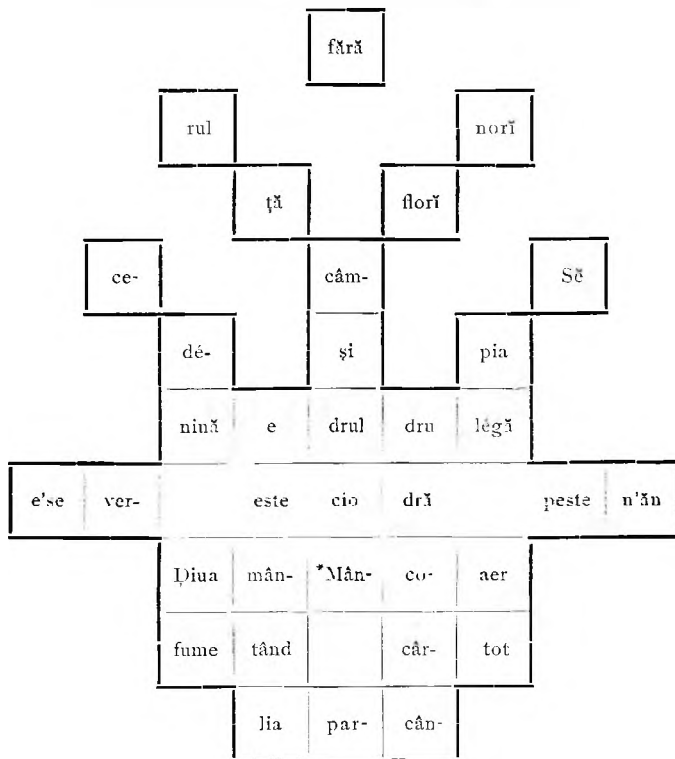 fără
rul norĭ
ță florĭ
ce- câm- Sĕ
dé- și pia
nină e drul dru légă
e'se ver- este cio dră peste n'ăn
Ḑiua mân- *Mân- co- aer
fume tând câr- tot
lia par- cân-